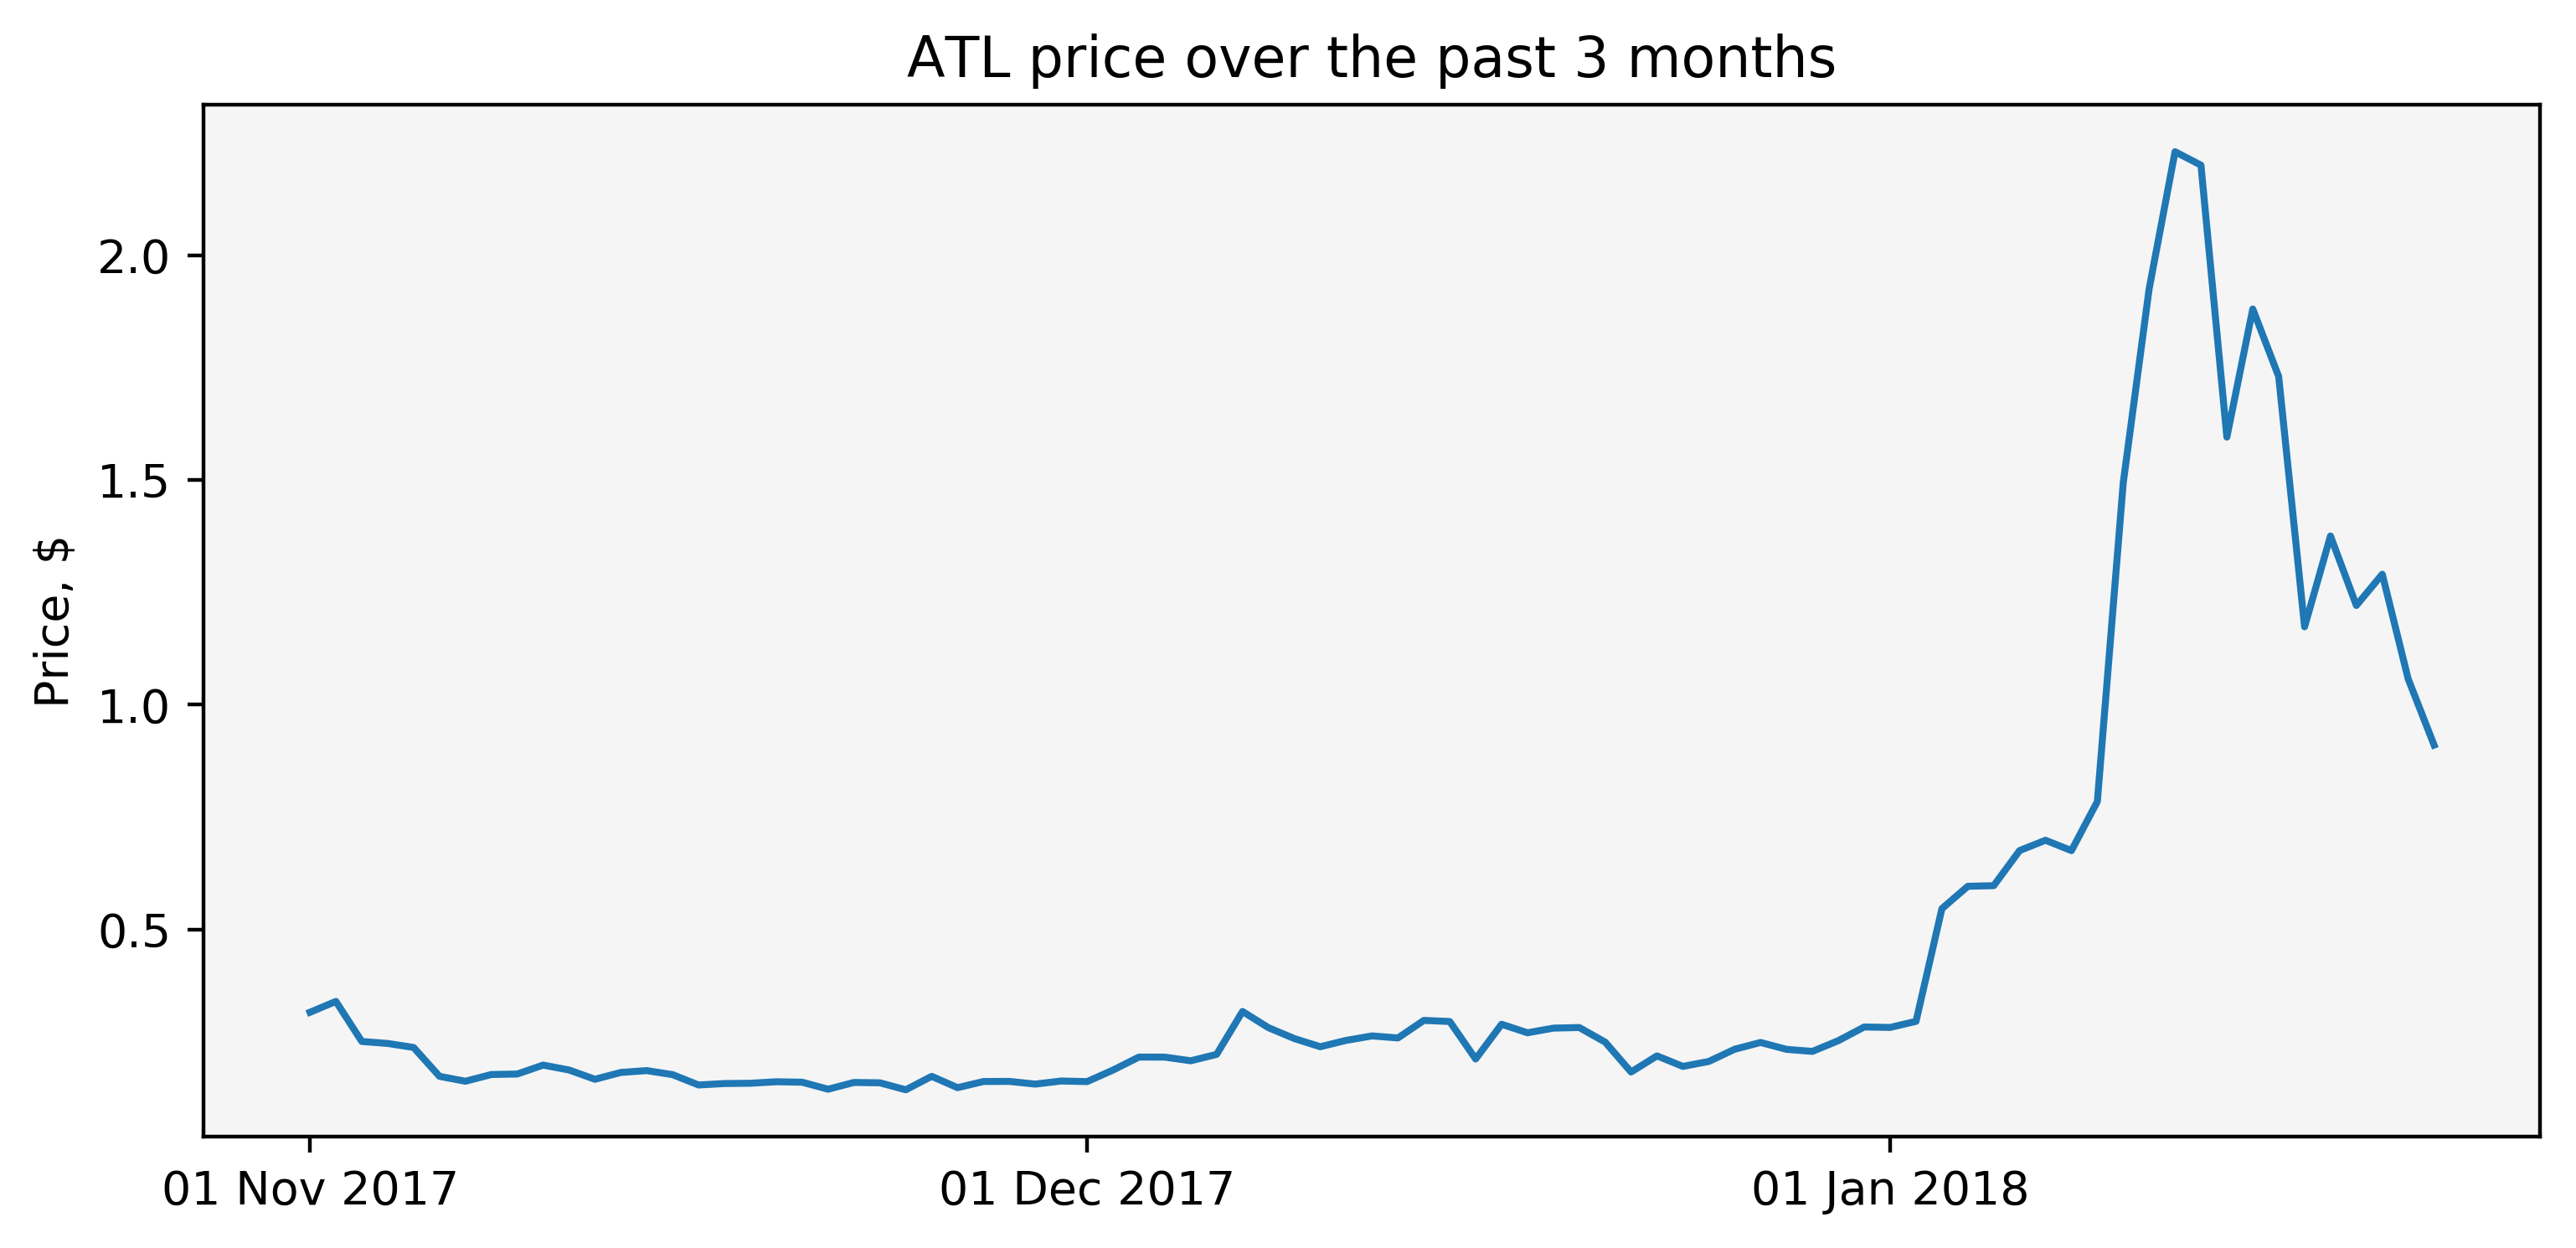 ATL price over the past 3 months
Price, $
2.0
1.5
1.0
0.5
01 Nov 2017
01 Dec 2017
01 Jan 2018